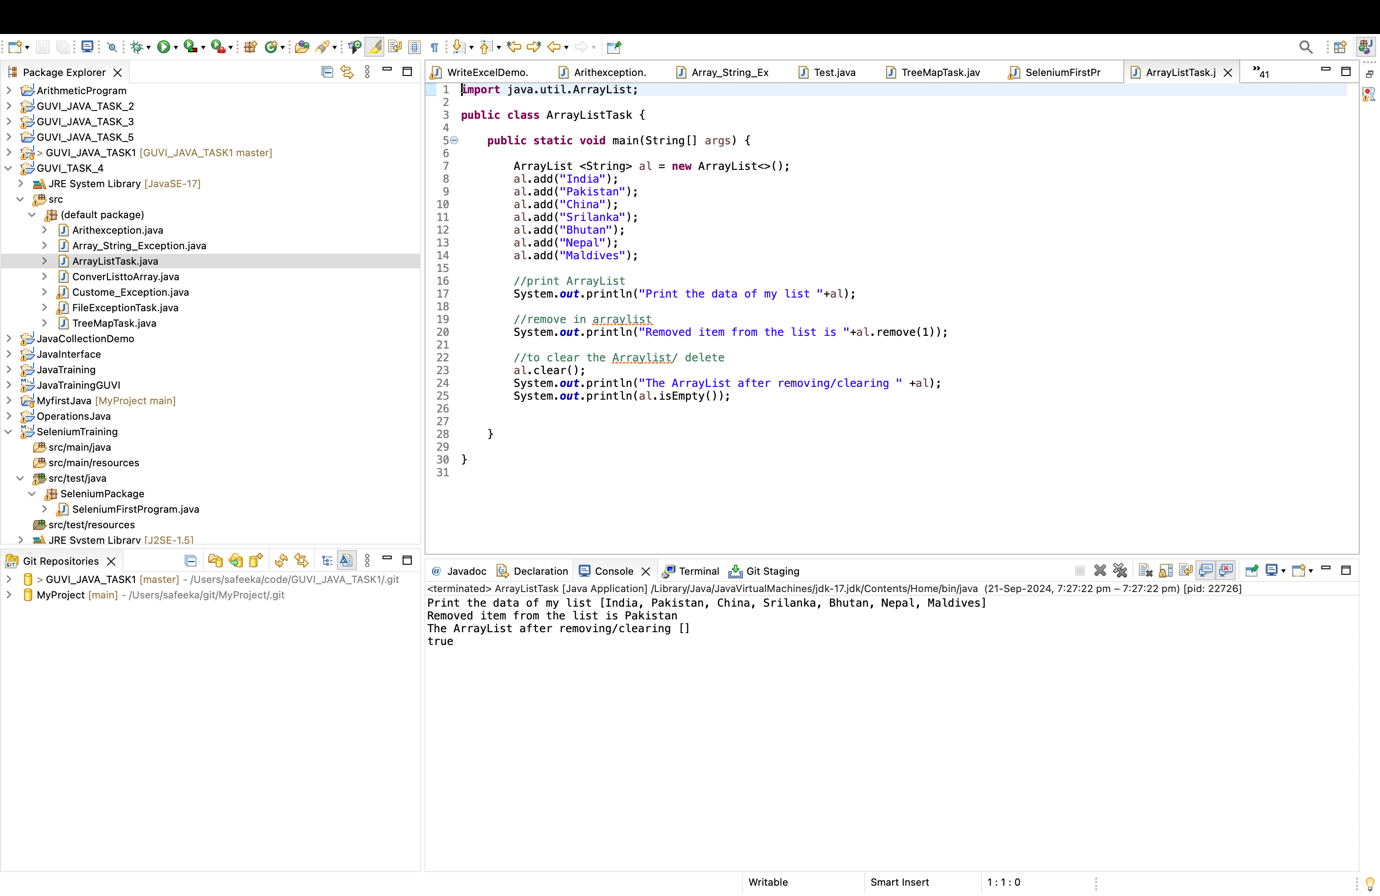 Package Explorer
ArithmeticProgram
GUVI_JAVA_TASK_2
GUVI_JAVA_TASK_3
GUVI_JAVA_TASK_5
> GUVI_JAVA_TASK1 [GUVI_JAVA_TASK1 master]
GUVI_TASK_4
JRE System Library [JavaSE-17]
src
(default package)
Arithexception.java
Array_String_Exception.java
ArrayListTask.java
ConverListtoArray.java
Custome_Exception.java
FileExceptionTask.java
TreeMapTask.java
JavaCollectionDemo
JavaInterface
JavaTraining
JavaTrainingGUVI
MyfirstJava [MyProject main]
OperationsJava
SeleniumTraining
src/main/java
src/main/resources
src/test/java
SeleniumPackage
SeleniumFirstProgram.java
src/test/resources
JRE System Library [J2SE-1.5]
Git Repositories
> GUVI_JAVA_TASK1 [master] - /Users/safeeka/code/GUVI_JAVA_TASK1/.git
MyProject [main] - /Users/safeeka/git/MyProject/.git
WriteExcelDemo. Arithexception. Array_String_Ex Test.java TreeMapTask.jav SeleniumFirstPr ArrayListTask.j »41
1 import java.util.ArrayList;
2
3 public class ArrayListTask {
4
5 public static void main(String[] args) {
6
7 ArrayList <String> al = new ArrayList<>();
8 al.add("India");
9 al.add("Pakistan");
10 al.add("China");
11 al.add("Srilanka");
12 al.add("Bhutan");
13 al.add("Nepal");
14 al.add("Maldives");
15
16 //print ArrayList
17 System.out.println("Print the data of my list "+al);
18
19 //remove in arraylist
20 System.out.println("Removed item from the list is "+al.remove(1));
21
22 //to clear the Arraylist/ delete
23 al.clear();
24 System.out.println("The ArrayList after removing/clearing " +al);
25 System.out.println(al.isEmpty());
26
27
28 }
29
30 }
31
@ Javadoc Declaration Console Terminal Git Staging
<terminated> ArrayListTask [Java Application] /Library/Java/JavaVirtualMachines/jdk-17.jdk/Contents/Home/bin/java (21-Sep-2024, 7:27:22 pm – 7:27:22 pm) [pid: 22726]
Print the data of my list [India, Pakistan, China, Srilanka, Bhutan, Nepal, Maldives]
Removed item from the list is Pakistan
The ArrayList after removing/clearing []
true
Writable Smart Insert 1 : 1 : 0